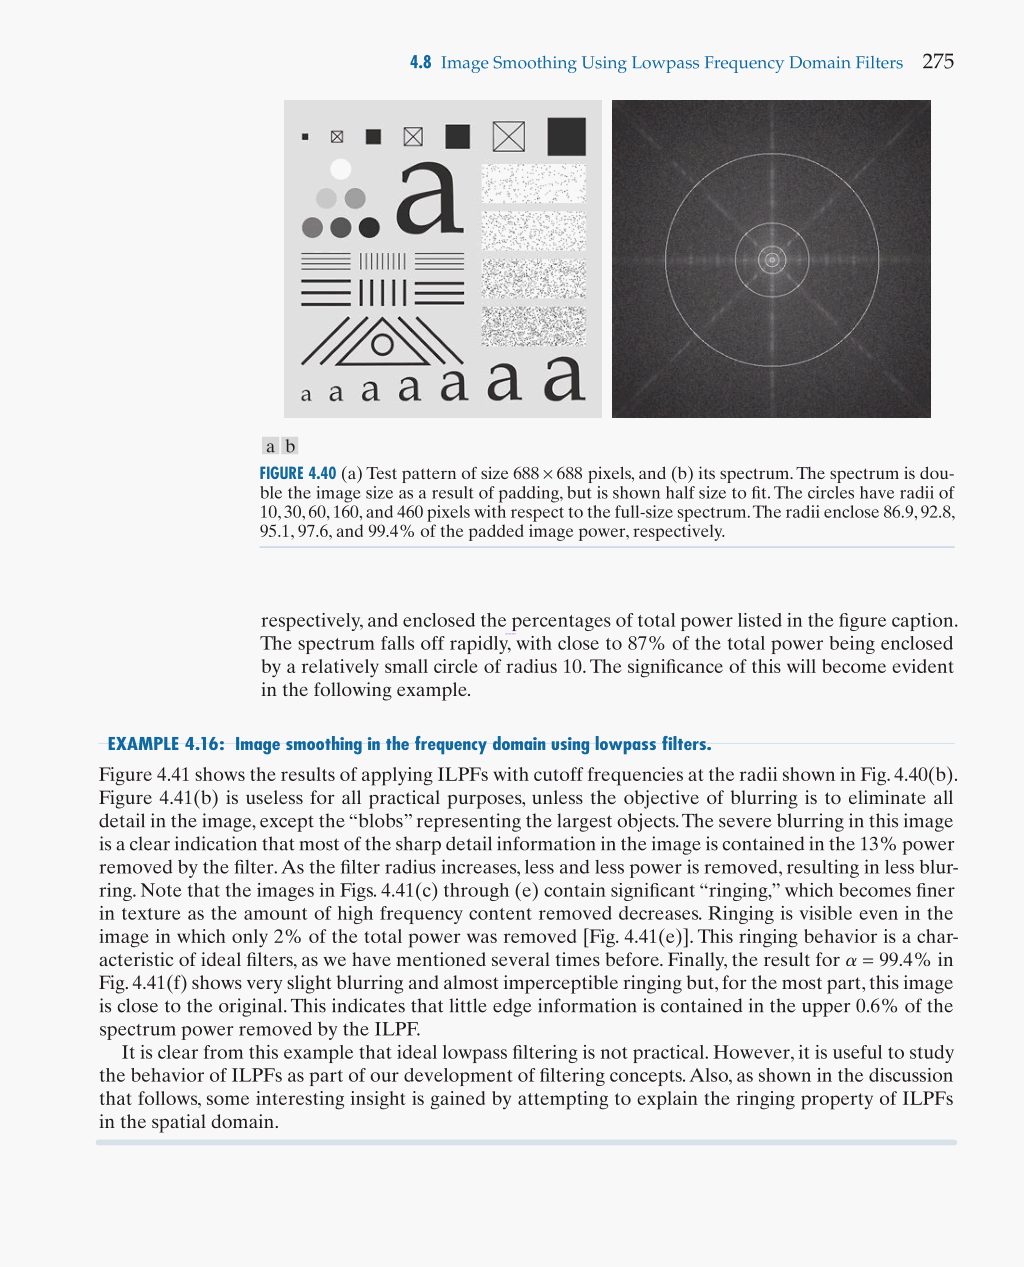 4.8 Image Smoothing Using Lowpass Frequency Domain Filters 275
a
a a a a a a a
a b
FIGURE 4.40 (a) Test pattern of size 688 × 688 pixels, and (b) its spectrum. The spectrum is dou-
ble the image size as a result of padding, but is shown half size to fit. The circles have radii of
10, 30, 60, 160, and 460 pixels with respect to the full-size spectrum. The radii enclose 86.9, 92.8,
95.1, 97.6, and 99.4% of the padded image power, respectively.
respectively, and enclosed the percentages of total power listed in the figure caption.
The spectrum falls off rapidly, with close to 87% of the total power being enclosed
by a relatively small circle of radius 10. The significance of this will become evident
in the following example.
EXAMPLE 4.16: Image smoothing in the frequency domain using lowpass filters.
Figure 4.41 shows the results of applying ILPFs with cutoff frequencies at the radii shown in Fig. 4.40(b).
Figure 4.41(b) is useless for all practical purposes, unless the objective of blurring is to eliminate all
detail in the image, except the “blobs” representing the largest objects. The severe blurring in this image
is a clear indication that most of the sharp detail information in the image is contained in the 13% power
removed by the filter. As the filter radius increases, less and less power is removed, resulting in less blur-
ring. Note that the images in Figs. 4.41(c) through (e) contain significant “ringing,” which becomes finer
in texture as the amount of high frequency content removed decreases. Ringing is visible even in the
image in which only 2% of the total power was removed [Fig. 4.41(e)]. This ringing behavior is a char-
acteristic of ideal filters, as we have mentioned several times before. Finally, the result for α = 99.4% in
Fig. 4.41(f) shows very slight blurring and almost imperceptible ringing but, for the most part, this image
is close to the original. This indicates that little edge information is contained in the upper 0.6% of the
spectrum power removed by the ILPF.
It is clear from this example that ideal lowpass filtering is not practical. However, it is useful to study
the behavior of ILPFs as part of our development of filtering concepts. Also, as shown in the discussion
that follows, some interesting insight is gained by attempting to explain the ringing property of ILPFs
in the spatial domain.